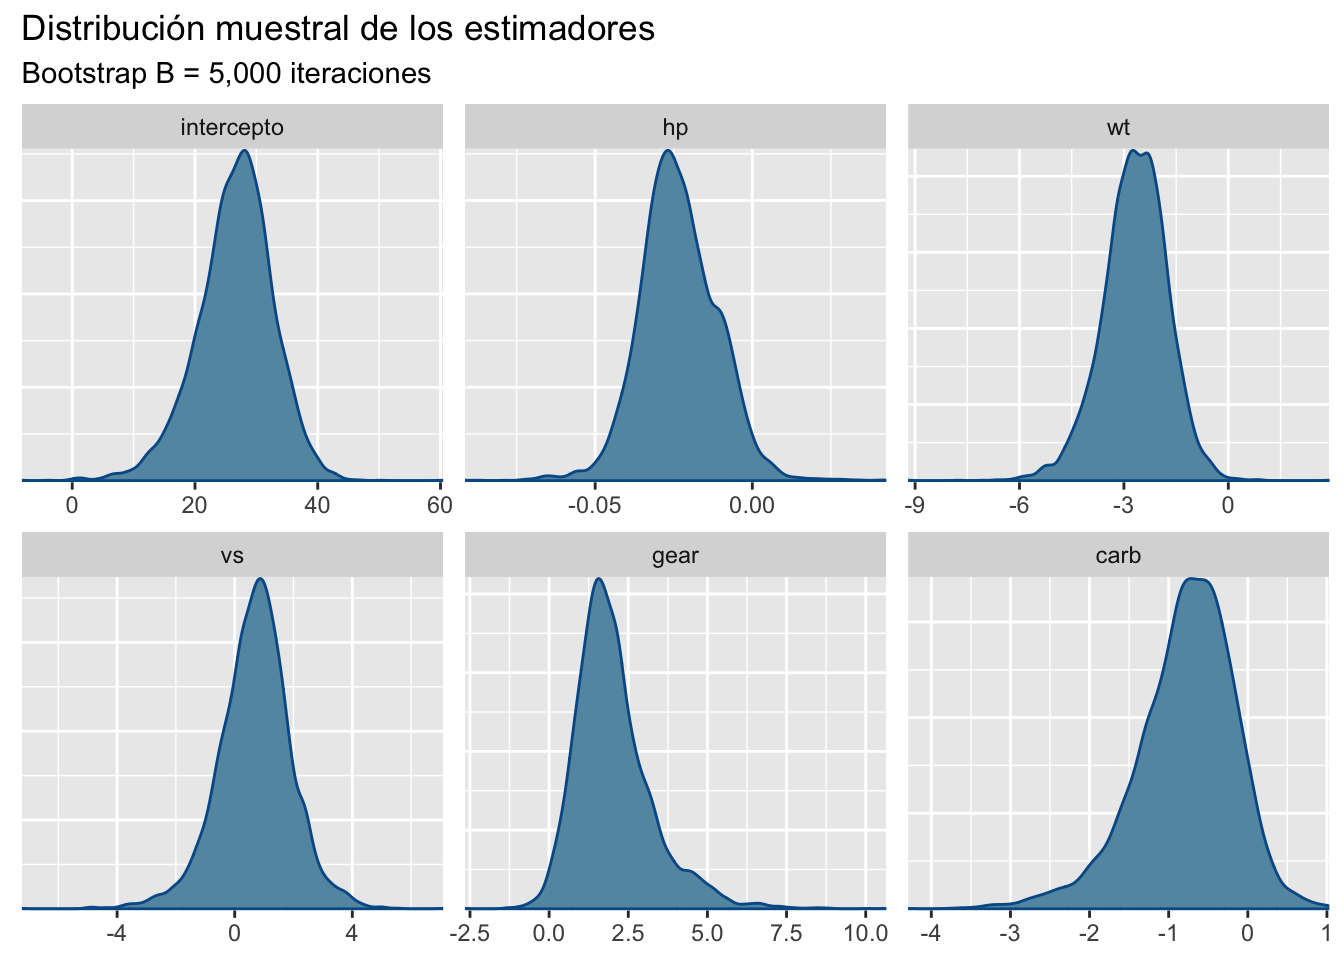 Distribución muestral de los estimadores
Bootstrap B = 5,000 iteraciones
intercepto hp wt
0 20 40 60 -0.05 0.00 -9 -6 -3 0
vs gear carb
-4 0 4 -2.5 0.0 2.5 5.0 7.5 10.0 -4 -3 -2 -1 0 1